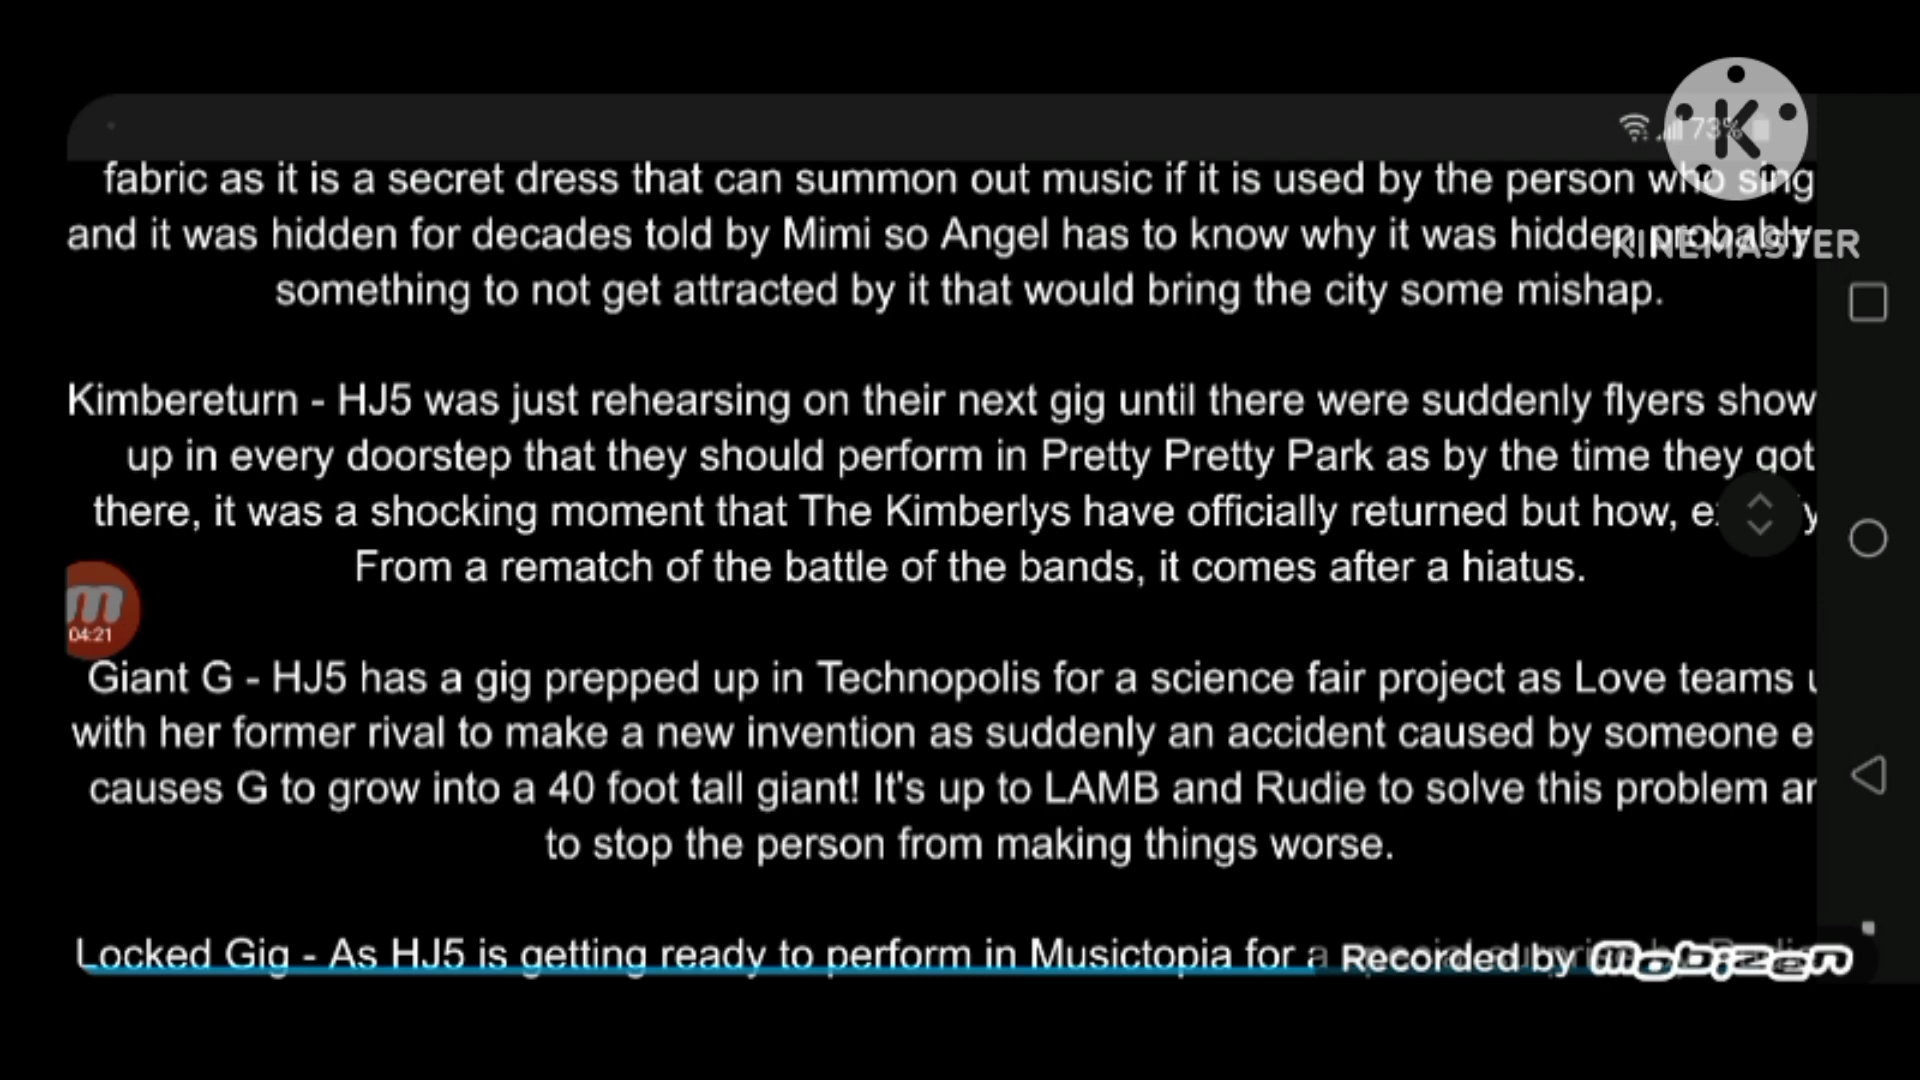 73%
KINEMASTER
fabric as it is a secret dress that can summon out music if it is used by the person who sing
and it was hidden for decades told by Mimi so Angel has to know why it was hidden probably
something to not get attracted by it that would bring the city some mishap.
Kimbereturn - HJ5 was just rehearsing on their next gig until there were suddenly flyers show
up in every doorstep that they should perform in Pretty Pretty Park as by the time they got
there, it was a shocking moment that The Kimberlys have officially returned but how,
From a rematch of the battle of the bands, it comes after a hiatus.
m
04:21
Giant G - HJ5 has a gig prepped up in Technopolis for a science fair project as Love teams
with her former rival to make a new invention as suddenly an accident caused by someone e
causes G to grow into a 40 foot tall giant! It's up to LAMB and Rudie to solve this problem
to stop the person from making things worse.
Locked Gig - As HJ5 is getting ready to perform in Musictopia for a
Recorded by mobizen